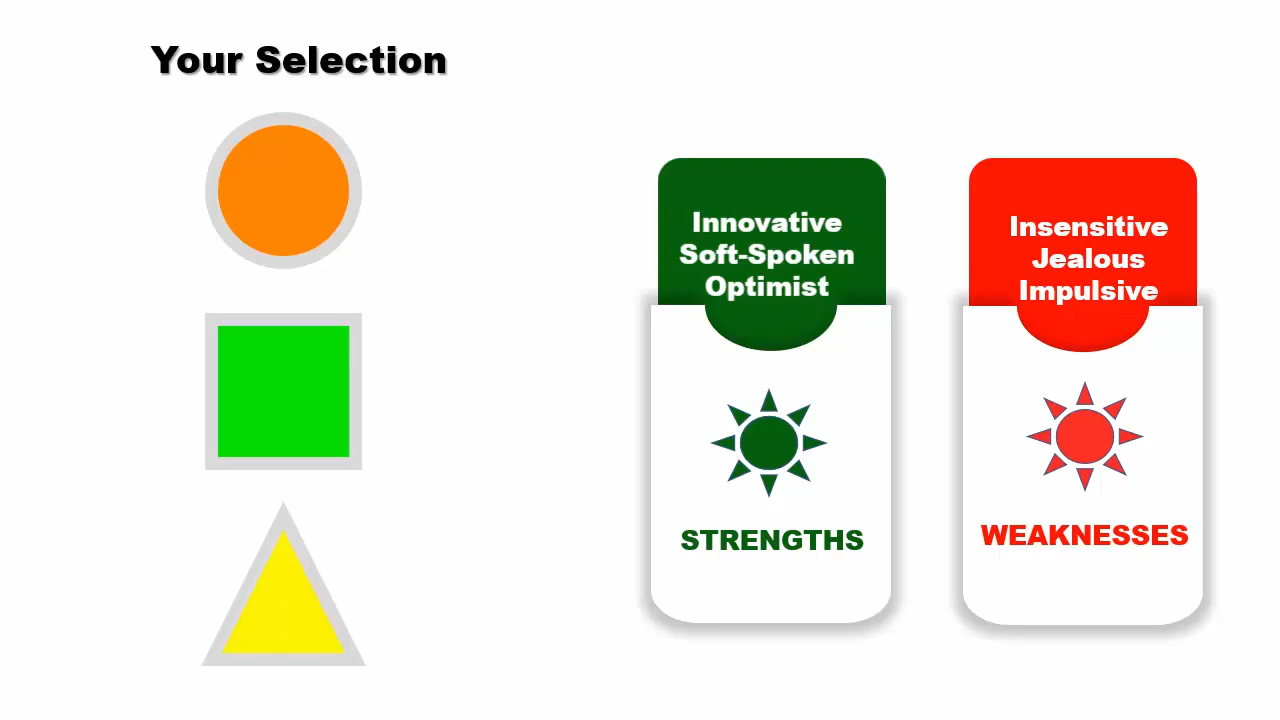 Your Selection
Innovative
Soft-Spoken
Optimist
STRENGTHS
Insensitive
Jealous
Impulsive
WEAKNESSES